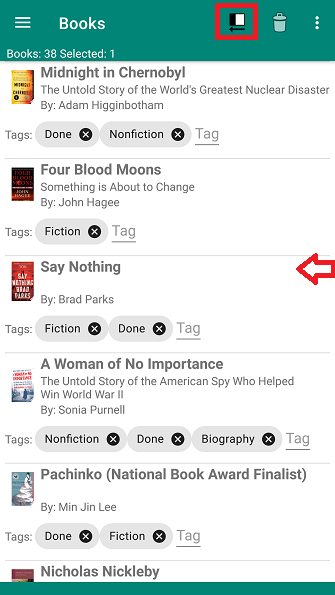 Books
Books: 38 Selected: 1
Midnight in Chernobyl
The Untold Story of the World's Greatest Nuclear Disaster
By: Adam Higginbotham
Tags: Done Nonfiction Tag
Four Blood Moons
Something is About to Change
By: John Hagee
Tags: Fiction Tag
SAY
NOTHING
BRAD
PARKS
Say Nothing
By: Brad Parks
Tags: Fiction Done Tag
A Woman of No Importance
The Untold Story of the American Spy Who Helped
Win World War II
By: Sonia Purnell
Tags: Nonfiction Done Biography Tag
Pachinko (National Book Award Finalist)
By: Min Jin Lee
Tags: Done Fiction Tag
Nicholas Nickleby